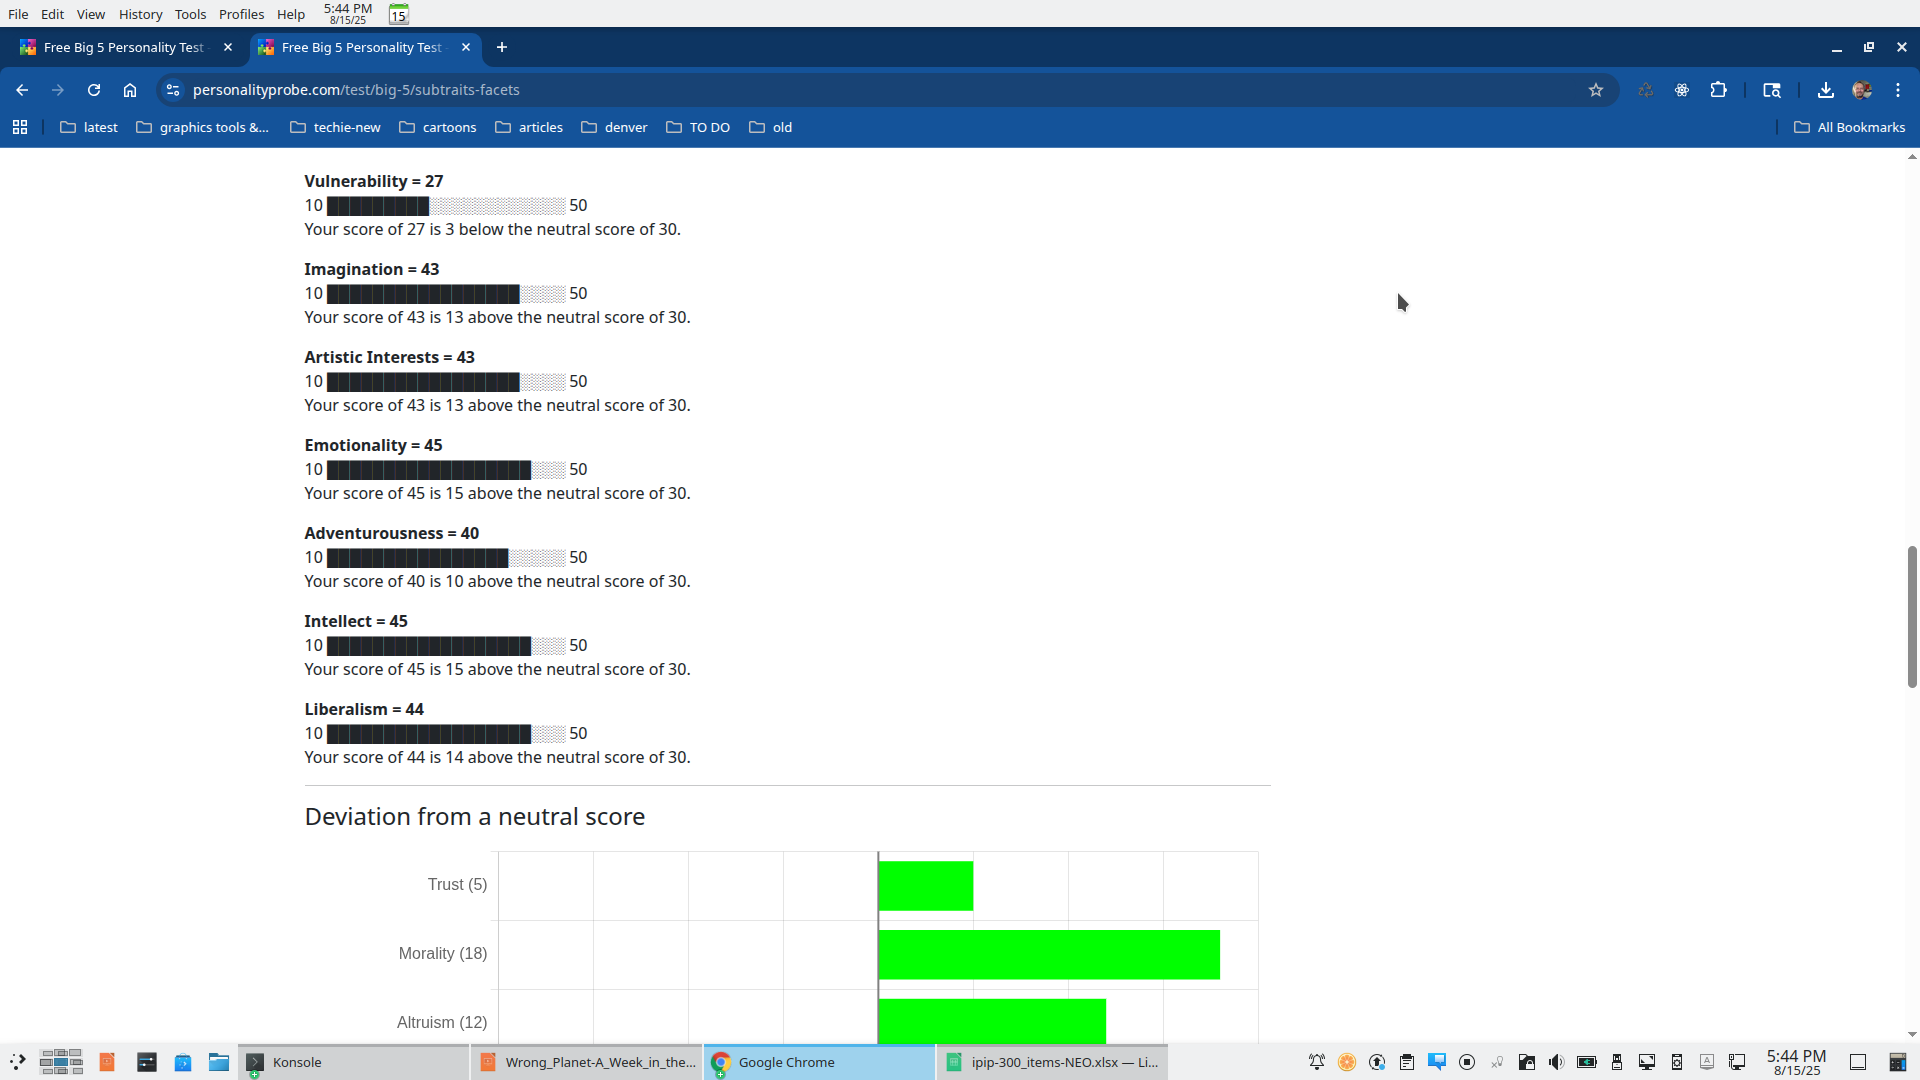 File Edit View History Tools Profiles Help 5:44 PM
8/15/25 15
Free Big 5 Personality Test Free Big 5 Personality Test
personalityprobe.com/test/big-5/subtraits-facets
latest graphics tools &... techie-new cartoons articles denver TO DO old All Bookmarks
Vulnerability = 27
10 █████████░░░░░░░░░░░░ 50
Your score of 27 is 3 below the neutral score of 30.
Imagination = 43
10 █████████████████░░░░ 50
Your score of 43 is 13 above the neutral score of 30.
Artistic Interests = 43
10 █████████████████░░░░ 50
Your score of 43 is 13 above the neutral score of 30.
Emotionality = 45
10 ██████████████████░░░ 50
Your score of 45 is 15 above the neutral score of 30.
Adventurousness = 40
10 ████████████████░░░░░ 50
Your score of 40 is 10 above the neutral score of 30.
Intellect = 45
10 ██████████████████░░░ 50
Your score of 45 is 15 above the neutral score of 30.
Liberalism = 44
10 ██████████████████░░░ 50
Your score of 44 is 14 above the neutral score of 30.
Deviation from a neutral score
Trust (5)
Morality (18)
Altruism (12)
Konsole Wrong_Planet-A_Week_in_the... Google Chrome ipip-300_items-NEO.xlsx — Li... 5:44 PM
8/15/25